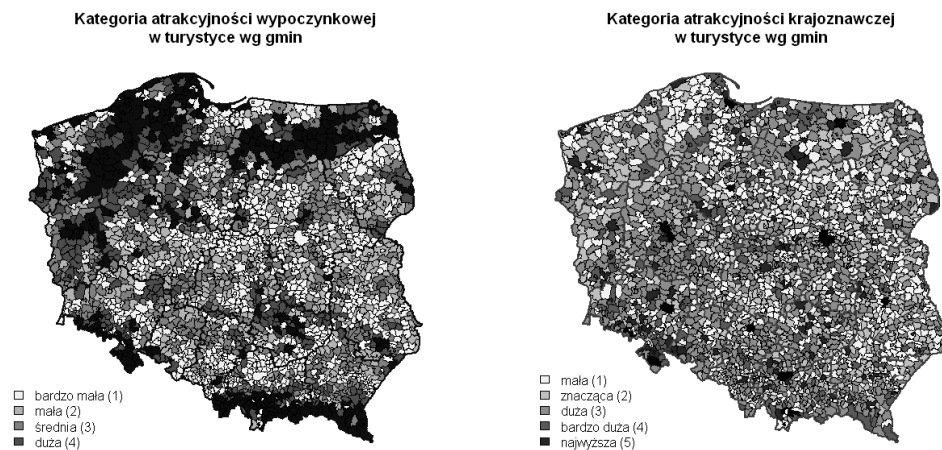 Kategoria atrakcyjności wypoczynkowej
w turystyce wg gmin
bardzo mała (1)
mała (2)
średnia (3)
duża (4)
Kategoria atrakcyjności krajoznawczej
w turystyce wg gmin
mała (1)
znacząca (2)
duża (3)
bardzo duża (4)
najwyższa (5)